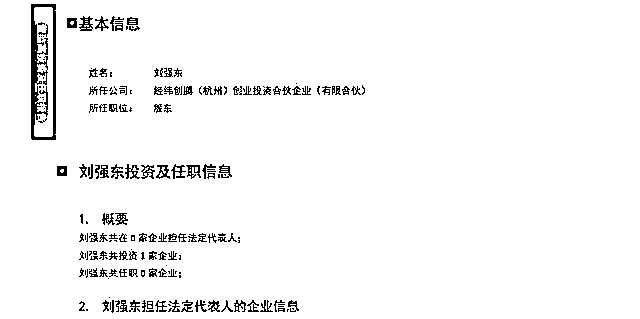 基本信息
姓名： 刘强东
所任公司： 经纬创腾（杭州）创业投资合伙企业（有限合伙）
所任职位： 股东
刘强东投资及任职信息
1. 概要
刘强东共在 0 家企业担任法定代表人；
刘强东共投资 1 家企业；
刘强东共任职 0 家企业；
2. 刘强东担任法定代表人的企业信息